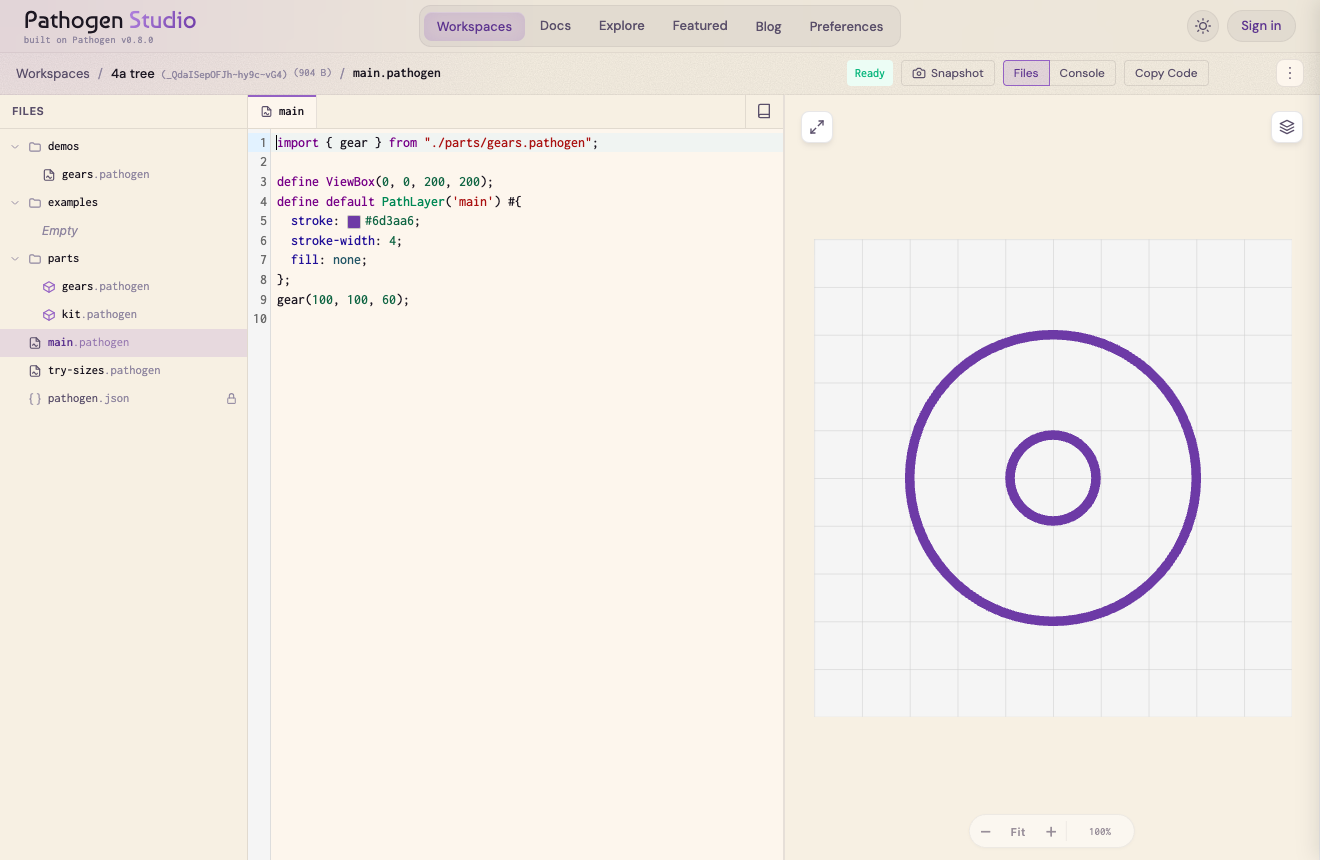 Pathogen Studio
built on Pathogen v0.8.0
Workspaces
Docs
Explore
Featured
Blog
Preferences
Sign in
Workspaces / 4a tree (_QdaISepOFJh-hy9c-vG4) (904 B) / main.pathogen
Ready
Snapshot
Files
Console
Copy Code
FILES
demos
gears.pathogen
examples
Empty
parts
gears.pathogen
kit.pathogen
main.pathogen
try-sizes.pathogen
{} pathogen.json
main
1 import { gear } from "./parts/gears.pathogen";
2
3 define ViewBox(0, 0, 200, 200);
4 define default PathLayer('main') #{
5 stroke: #6d3aa6;
6 stroke-width: 4;
7 fill: none;
8 };
9 gear(100, 100, 60);
10
− Fit + 100%